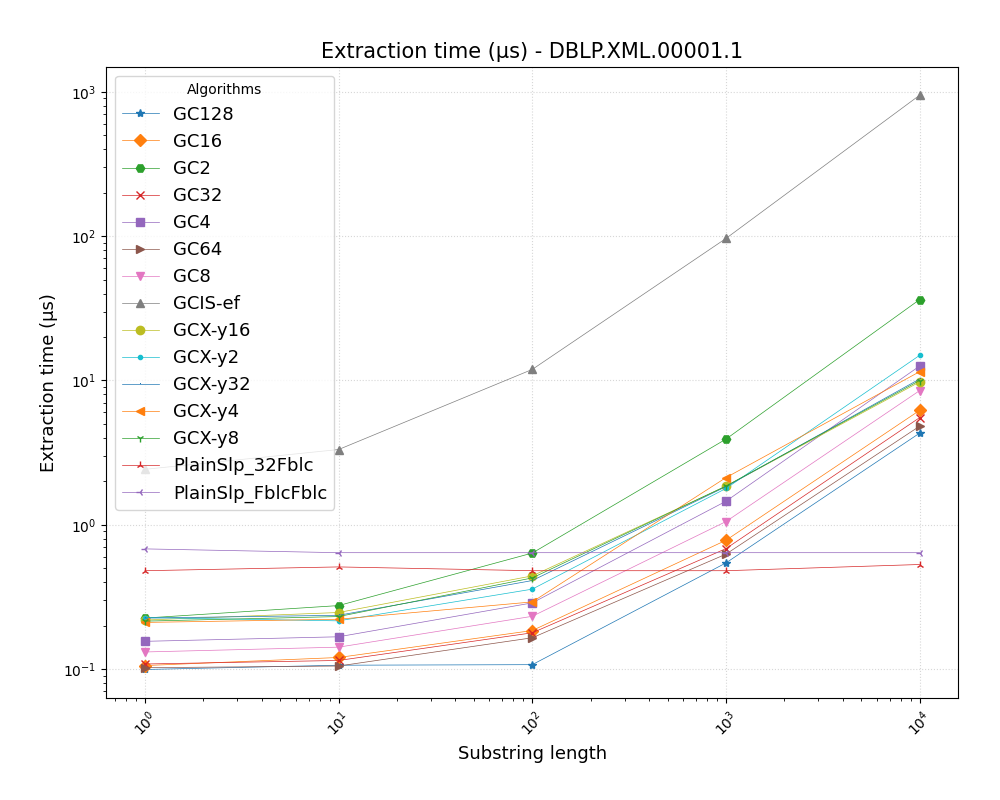 Extraction time (μs) - DBLP.XML.00001.1
Extraction time (μs)
10³
10²
10¹
10⁰
10⁻¹
Algorithms
GC128
GC16
GC2
GC32
GC4
GC64
GC8
GCIS-ef
GCX-y16
GCX-y2
GCX-y32
GCX-y4
GCX-y8
PlainSlp_32Fblc
PlainSlp_FblcFblc
10⁰ 10¹ 10² 10³ 10⁴
Substring length